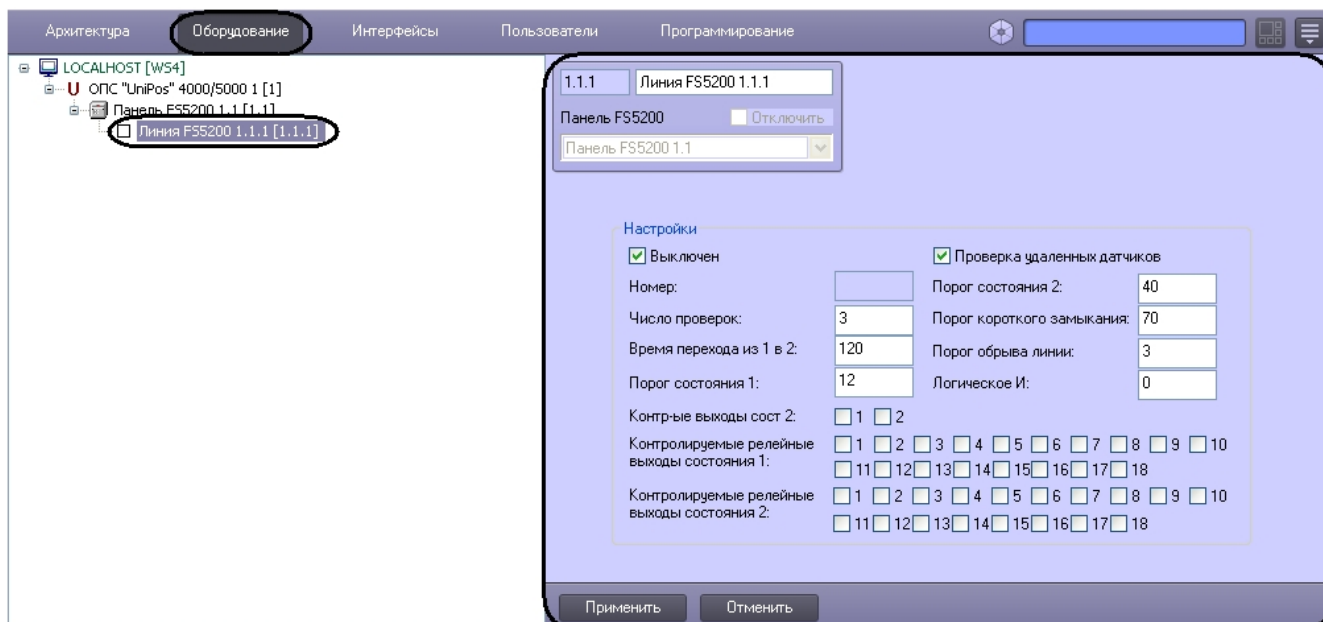 Архитектура Оборудование Интерфейсы Пользователи Программирование
LOCALHOST [WS4]
ОПС "UniPos" 4000/5000 1 [1]
Панель FS5200 1.1 [1.1]
Линия FS5200 1.1.1 [1.1.1]
1.1.1 Линия FS5200 1.1.1
Панель FS5200 Отключить
Панель FS5200 1.1
Настройки
Выключен Проверка удаленных датчиков
Номер: Порог состояния 2: 40
Число проверок: 3 Порог короткого замыкания: 70
Время перехода из 1 в 2: 120 Порог обрыва линии: 3
Порог состояния 1: 12 Логическое И: 0
Контр-ые выходы сост 2: 1 2
Контролируемые релейные выходы состояния 1: 1 2 3 4 5 6 7 8 9 10
11 12 13 14 15 16 17 18
Контролируемые релейные выходы состояния 2: 1 2 3 4 5 6 7 8 9 10
11 12 13 14 15 16 17 18
Применить Отменить